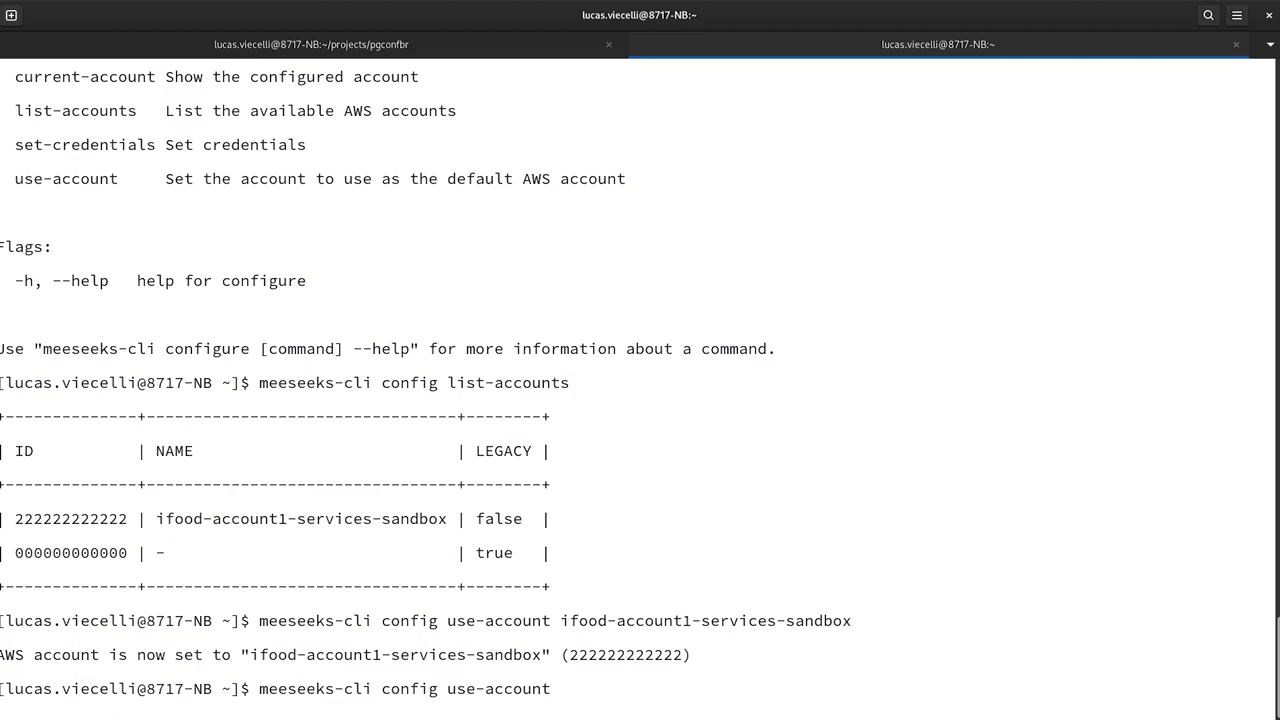 lucas.viecelli@8717-NB:~
lucas.viecelli@8717-NB:~/projects/pgconfbr
lucas.viecelli@8717-NB:~
current-account Show the configured account
list-accounts   List the available AWS accounts
set-credentials Set credentials
use-account     Set the account to use as the default AWS account
Flags:
-h, --help   help for configure
Use "meeseeks-cli configure [command] --help" for more information about a command.
[lucas.viecelli@8717-NB ~]$ meeseeks-cli config list-accounts
+--------------+---------------------------------+--------+
| ID           | NAME                            | LEGACY |
+--------------+---------------------------------+--------+
| 222222222222 | ifood-account1-services-sandbox | false  |
| 000000000000 | -                               | true   |
+--------------+---------------------------------+--------+
[lucas.viecelli@8717-NB ~]$ meeseeks-cli config use-account ifood-account1-services-sandbox
AWS account is now set to "ifood-account1-services-sandbox" (222222222222)
[lucas.viecelli@8717-NB ~]$ meeseeks-cli config use-account